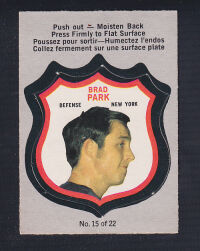 Push out — Moisten Back
Press Firmly to Flat Surface
Poussez pour sortir—Humectez l'endos
Collez fermement sur une surface plate
BRAD
PARK
DEFENSE NEW YORK
No. 15 of 22